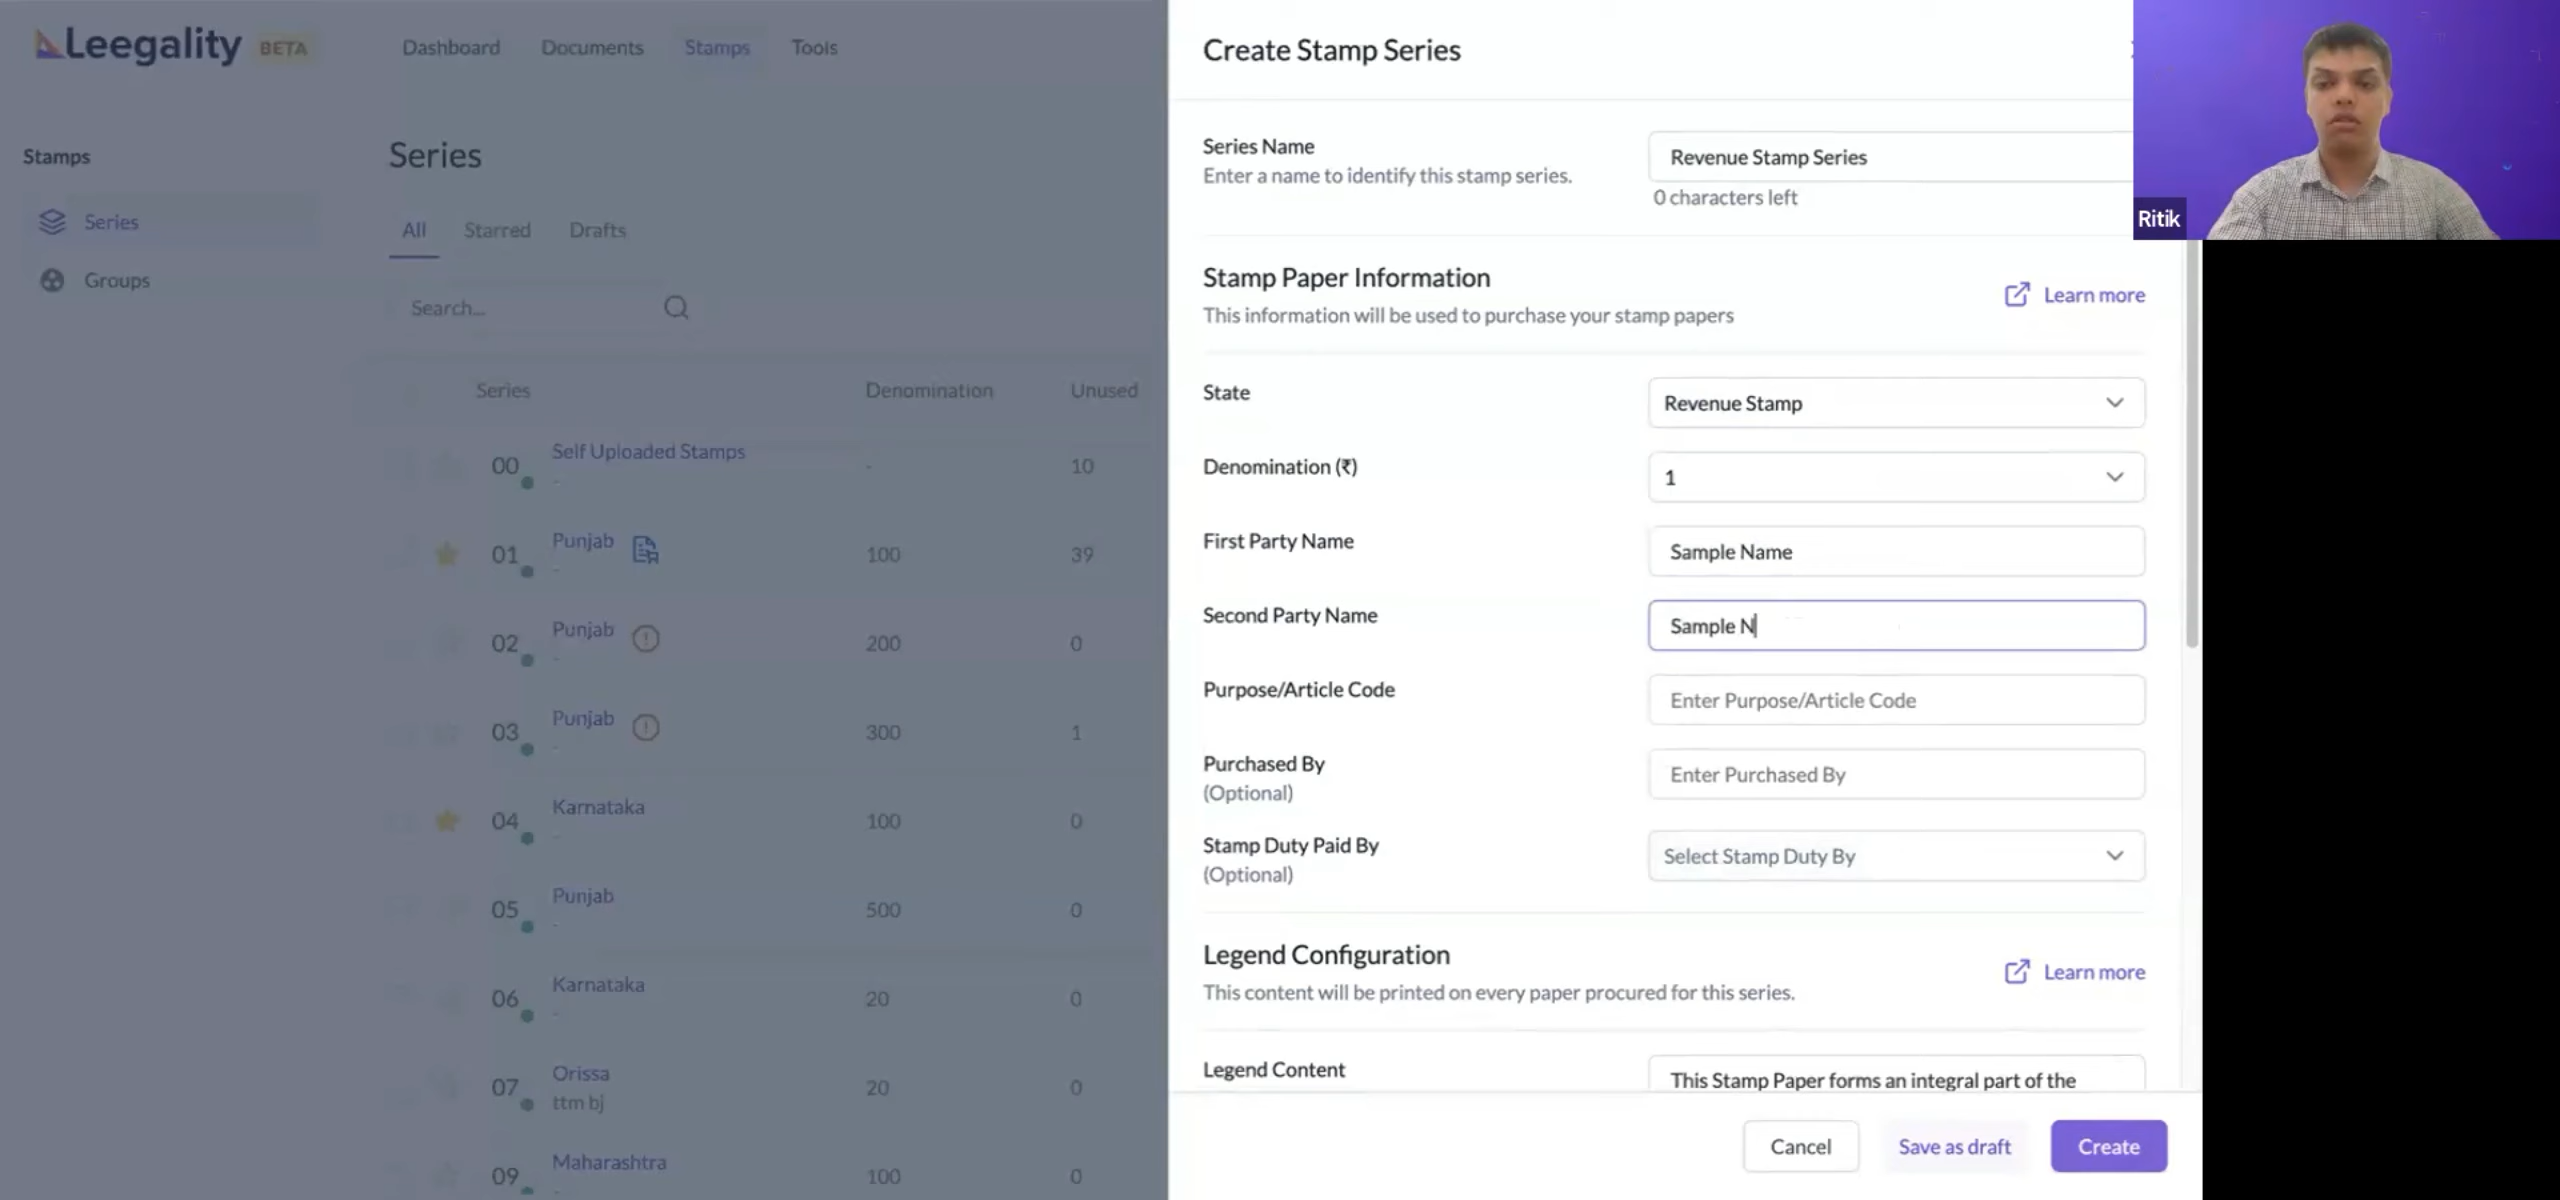 Leegality BETA
Dashboard
Documents
Stamps
Tools
Stamps
Series
Groups
Series
All
Starred
Drafts
Search...
Series
Denomination
Unused
00
Self Uploaded Stamps
-
-
10
01
Punjab
-
100
39
02
Punjab
-
200
0
03
Punjab
-
300
1
04
Karnataka
-
100
0
05
Punjab
-
500
0
06
Karnataka
-
20
0
07
Orissa
ttm bj
20
0
09
Maharashtra
100
0
Create Stamp Series
Series Name
Enter a name to identify this stamp series.
Revenue Stamp Series
0 characters left
Stamp Paper Information
This information will be used to purchase your stamp papers
Learn more
State
Revenue Stamp
Denomination (₹)
1
First Party Name
Sample Name
Second Party Name
Sample N
Purpose/Article Code
Enter Purpose/Article Code
Purchased By
(Optional)
Enter Purchased By
Stamp Duty Paid By
(Optional)
Select Stamp Duty By
Legend Configuration
This content will be printed on every paper procured for this series.
Learn more
Legend Content
This Stamp Paper forms an integral part of the
Cancel
Save as draft
Create
Ritik